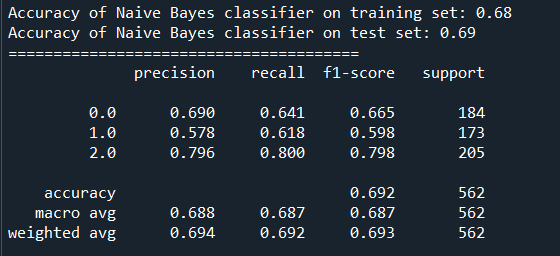 Accuracy of Naive Bayes classifier on training set: 0.68
Accuracy of Naive Bayes classifier on test set: 0.69
=======================================
precision recall f1-score support
0.0 0.690 0.641 0.665 184
1.0 0.578 0.618 0.598 173
2.0 0.796 0.800 0.798 205
accuracy 0.692 562
macro avg 0.688 0.687 0.687 562
weighted avg 0.694 0.692 0.693 562